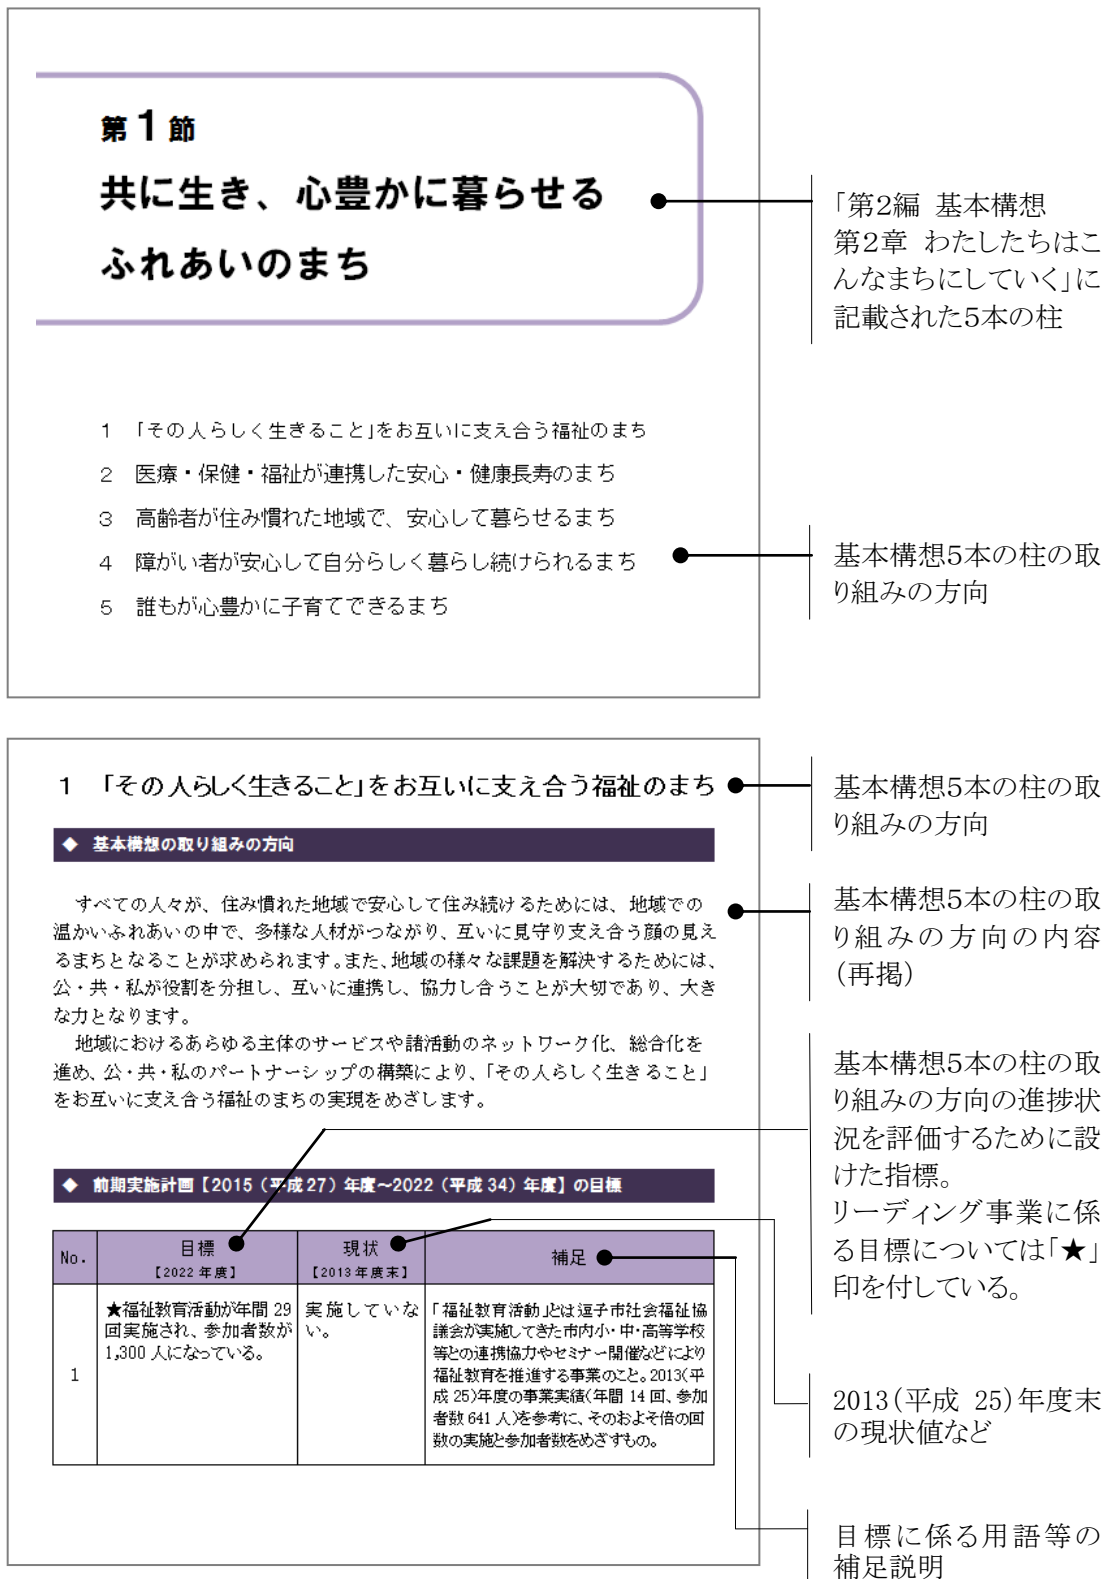 第1節
共に生き、心豊かに暮らせる
ふれあいのまち
「第2編 基本構想
第2章 わたしたちはこ
んなまちにしていく」に
記載された5本の柱
1 「その人らしく生きること」をお互いに支え合う福祉のまち
2 医療・保健・福祉が連携した安心・健康長寿のまち
3 高齢者が住み慣れた地域で、安心して暮らせるまち
4 障がい者が安心して自分らしく暮らし続けられるまち
5 誰もが心豊かに子育てできるまち
基本構想5本の柱の取
り組みの方向
1 「その人らしく生きること」をお互いに支え合う福祉のまち
基本構想5本の柱の取
り組みの方向
◆ 基本構想の取り組みの方向
すべての人々が、住み慣れた地域で安心して住み続けるためには、地域での
温かいふれあいの中で、多様な人材がつながり、互いに見守り支え合う顔の見え
るまちとなることが求められます。また、地域の様々な課題を解決するためには、
公・共・私が役割を分担し、互いに連携し、協力し合うことが大切であり、大き
な力となります。
地域におけるあらゆる主体のサービスや諸活動のネットワーク化、総合化を
進め、公・共・私のパートナーシップの構築により、「その人らしく生きること」
をお互いに支え合う福祉のまちの実現をめざします。
基本構想5本の柱の取
り組みの方向の内容
(再掲)
基本構想5本の柱の取
り組みの方向の進捗状
況を評価するために設
けた指標。
リーディング事業に係
る目標については「★」
印を付している。
◆ 前期実施計画【2015(平成27)年度~2022(平成34)年度】の目標
No.
目標
【2022年度】
現状
【2013年度末】
補足
1
★福祉教育活動が年間 29
回実施され、参加者数が
1,300 人になっている。
実施していな
い。
「福祉教育活動」とは逗子市社会福祉協
議会が実施してきた市内小・中・高等学校
等との連携協力やセミナー開催などにより
福祉教育を推進する事業のこと。2013(平
成 25)年度の事業実績(年間 14 回、参加
者数 641 人)を参考に、そのおよそ倍の回
数の実施と参加者数をめざすもの。
2013(平成 25)年度末
の現状値など
目標に係る用語等の
補足説明